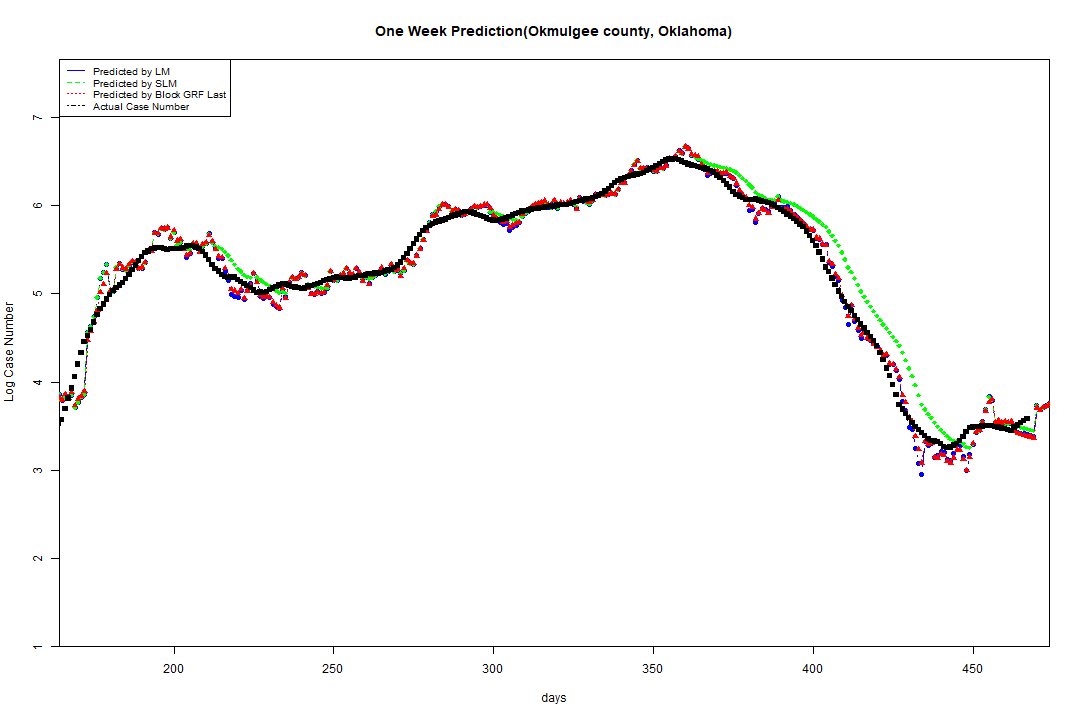 One Week Prediction(Okmulgee county, Oklahoma)
Predicted by LM
Predicted by SLM
Predicted by Block GRF Last
Actual Case Number
7
6
5
4
3
2
1
Log Case Number
200 250 300 350 400 450
days